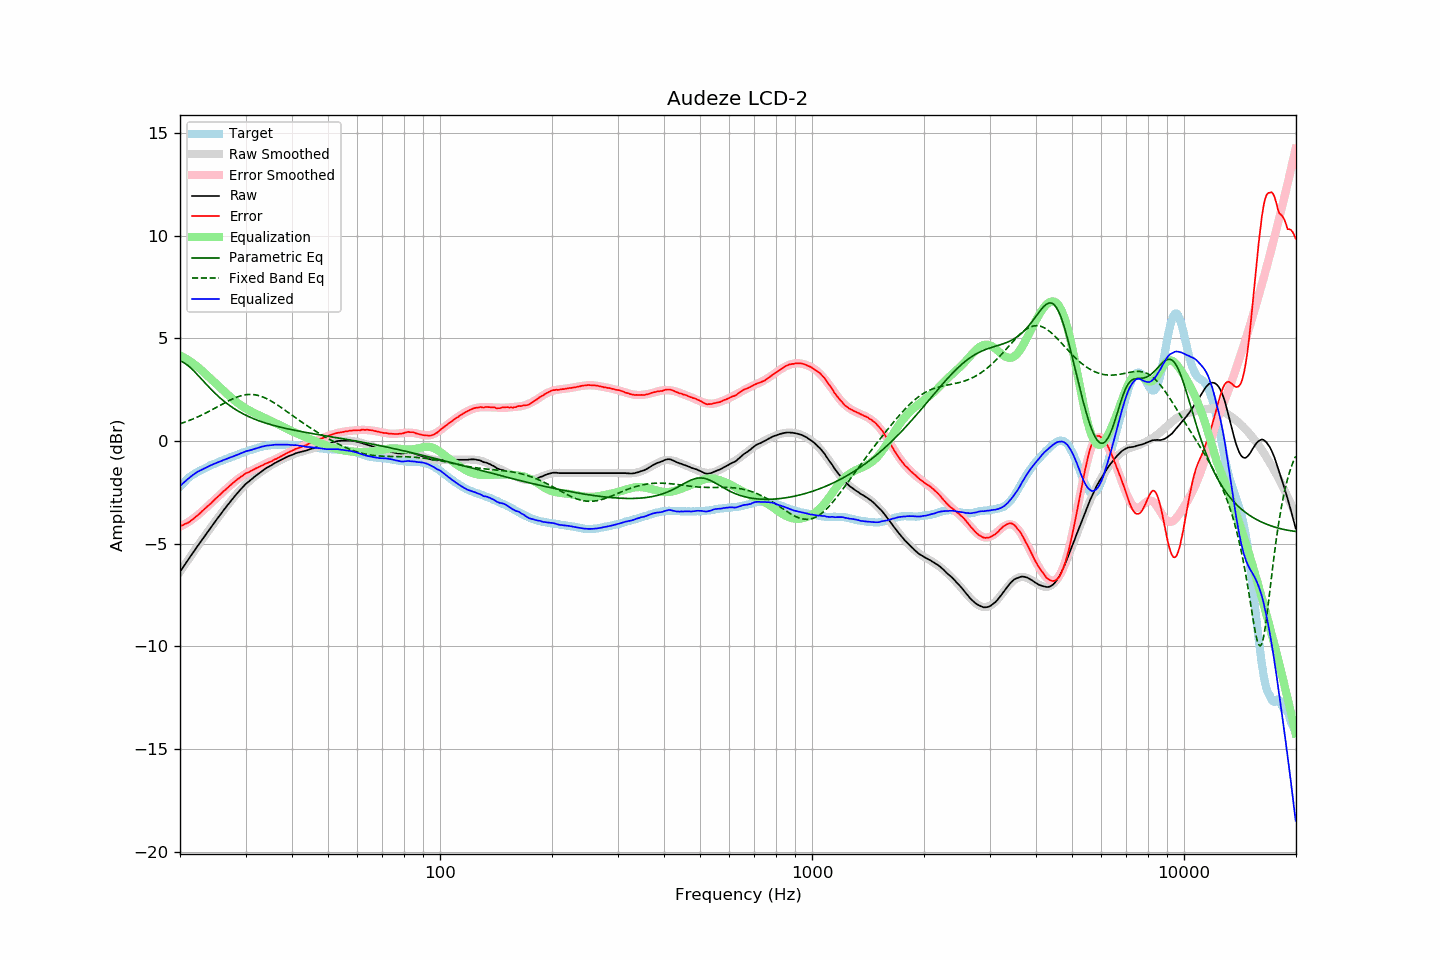 Audeze LCD-2
Target
Raw Smoothed
Error Smoothed
Raw
Error
Equalization
Parametric Eq
Fixed Band Eq
Equalized
15
10
5
0
−5
−10
−15
−20
Amplitude (dBr)
100
1000
10000
Frequency (Hz)